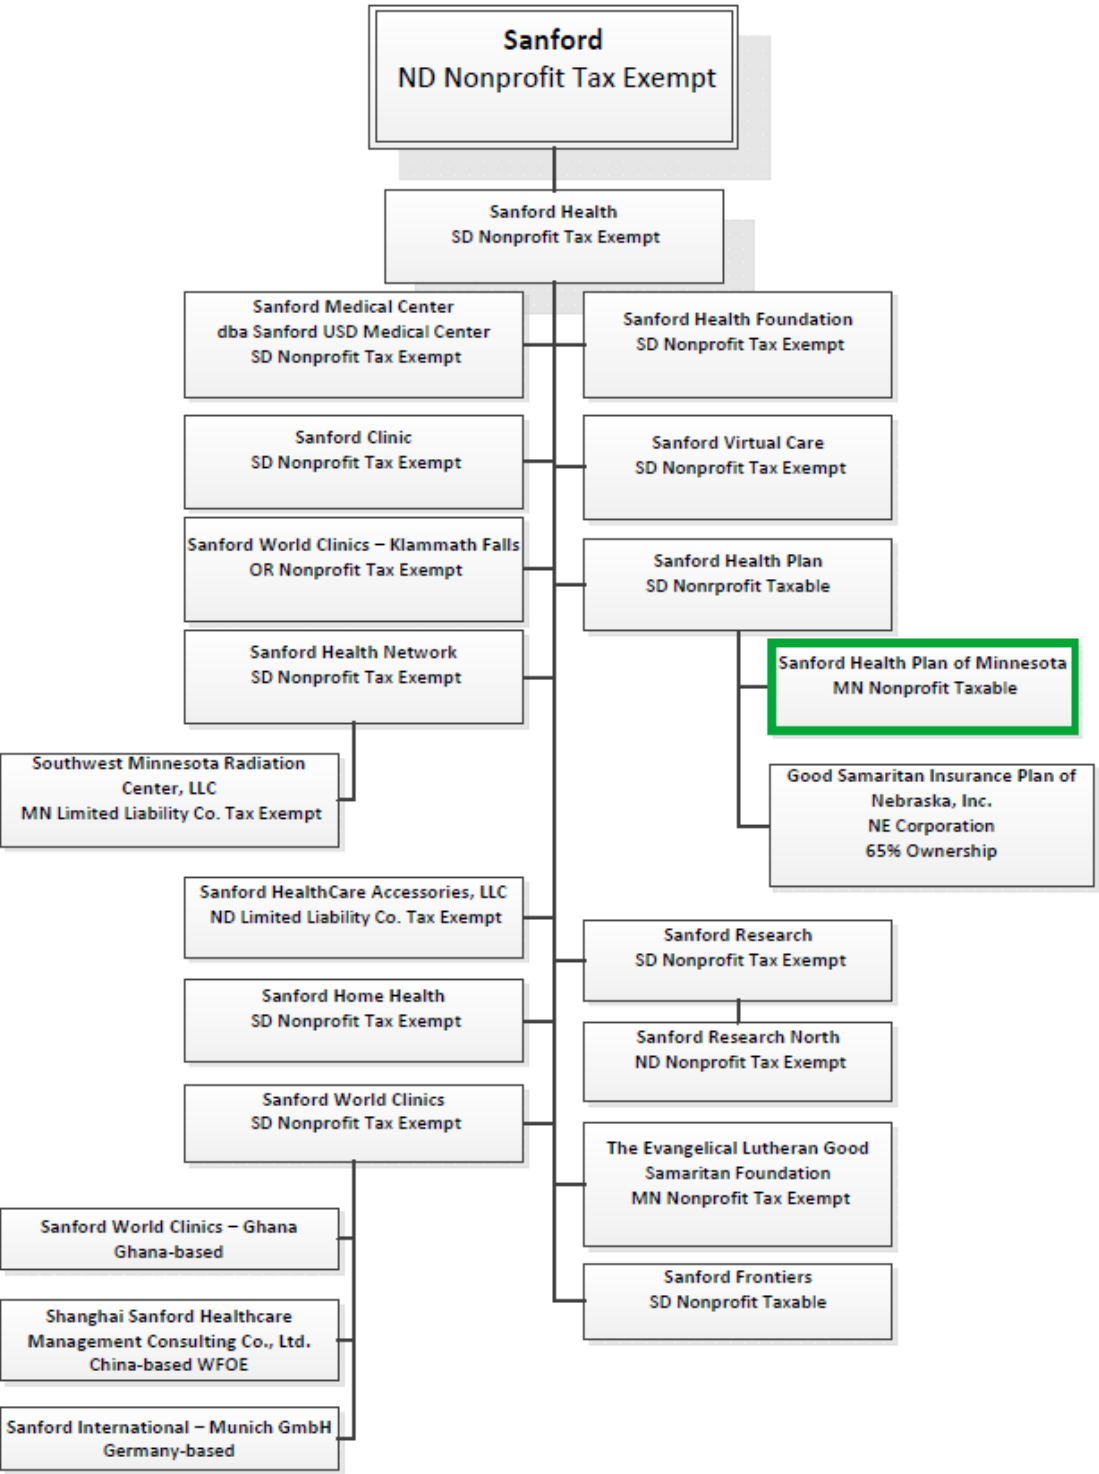 Sanford
ND Nonprofit Tax Exempt
Sanford Health
SD Nonprofit Tax Exempt
Sanford Medical Center
dba Sanford USD Medical Center
SD Nonprofit Tax Exempt
Sanford Health Foundation
SD Nonprofit Tax Exempt
Sanford Clinic
SD Nonprofit Tax Exempt
Sanford Virtual Care
SD Nonprofit Tax Exempt
Sanford World Clinics – Klammath Falls
OR Nonprofit Tax Exempt
Sanford Health Plan
SD Nonrprofit Taxable
Sanford Health Network
SD Nonprofit Tax Exempt
Sanford Health Plan of Minnesota
MN Nonprofit Taxable
Southwest Minnesota Radiation
Center, LLC
MN Limited Liability Co. Tax Exempt
Good Samaritan Insurance Plan of
Nebraska, Inc.
NE Corporation
65% Ownership
Sanford HealthCare Accessories, LLC
ND Limited Liability Co. Tax Exempt
Sanford Research
SD Nonprofit Tax Exempt
Sanford Home Health
SD Nonprofit Tax Exempt
Sanford Research North
ND Nonprofit Tax Exempt
Sanford World Clinics
SD Nonprofit Tax Exempt
The Evangelical Lutheran Good
Samaritan Foundation
MN Nonprofit Tax Exempt
Sanford World Clinics – Ghana
Ghana-based
Sanford Frontiers
SD Nonprofit Taxable
Shanghai Sanford Healthcare
Management Consulting Co., Ltd.
China-based WFOE
Sanford International – Munich GmbH
Germany-based